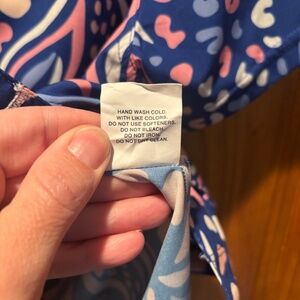 HAND WASH COLD.
WITH LIKE COLORS.
DO NOT USE SOFTENERS.
DO NOT BLEACH.
DO NOT IRON.
DO NOT DRY CLEAN.